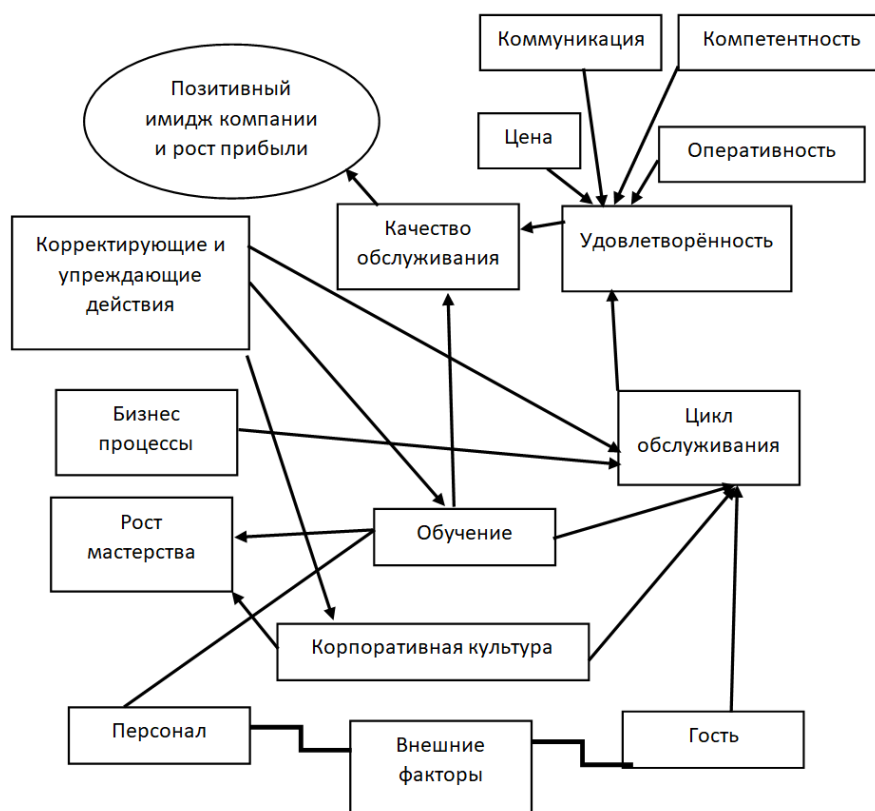 Коммуникация
Компетентность
Позитивный
имидж компании
и рост прибыли
Цена
Оперативность
Корректирующие и
упреждающие
действия
Качество
обслуживания
Удовлетворённость
Бизнес
процессы
Цикл
обслуживания
Рост
мастерства
Обучение
Корпоративная культура
Персонал
Внешние
факторы
Гость